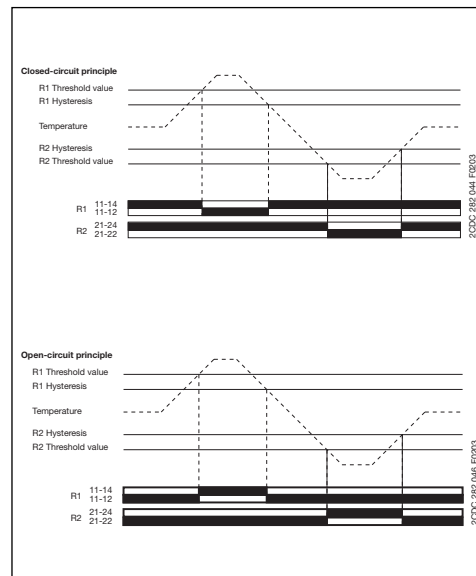 Closed-circuit principle
R1 Threshold value
R1 Hysteresis
Temperature
R2 Hysteresis
R2 Threshold value
R1 11-14
11-12
R2 21-24
21-22
2CDC 282 044 F0203
Open-circuit principle
R1 Threshold value
R1 Hysteresis
Temperature
R2 Hysteresis
R2 Threshold value
R1 11-14
11-12
R2 21-24
21-22
2CDC 282 046 F0203